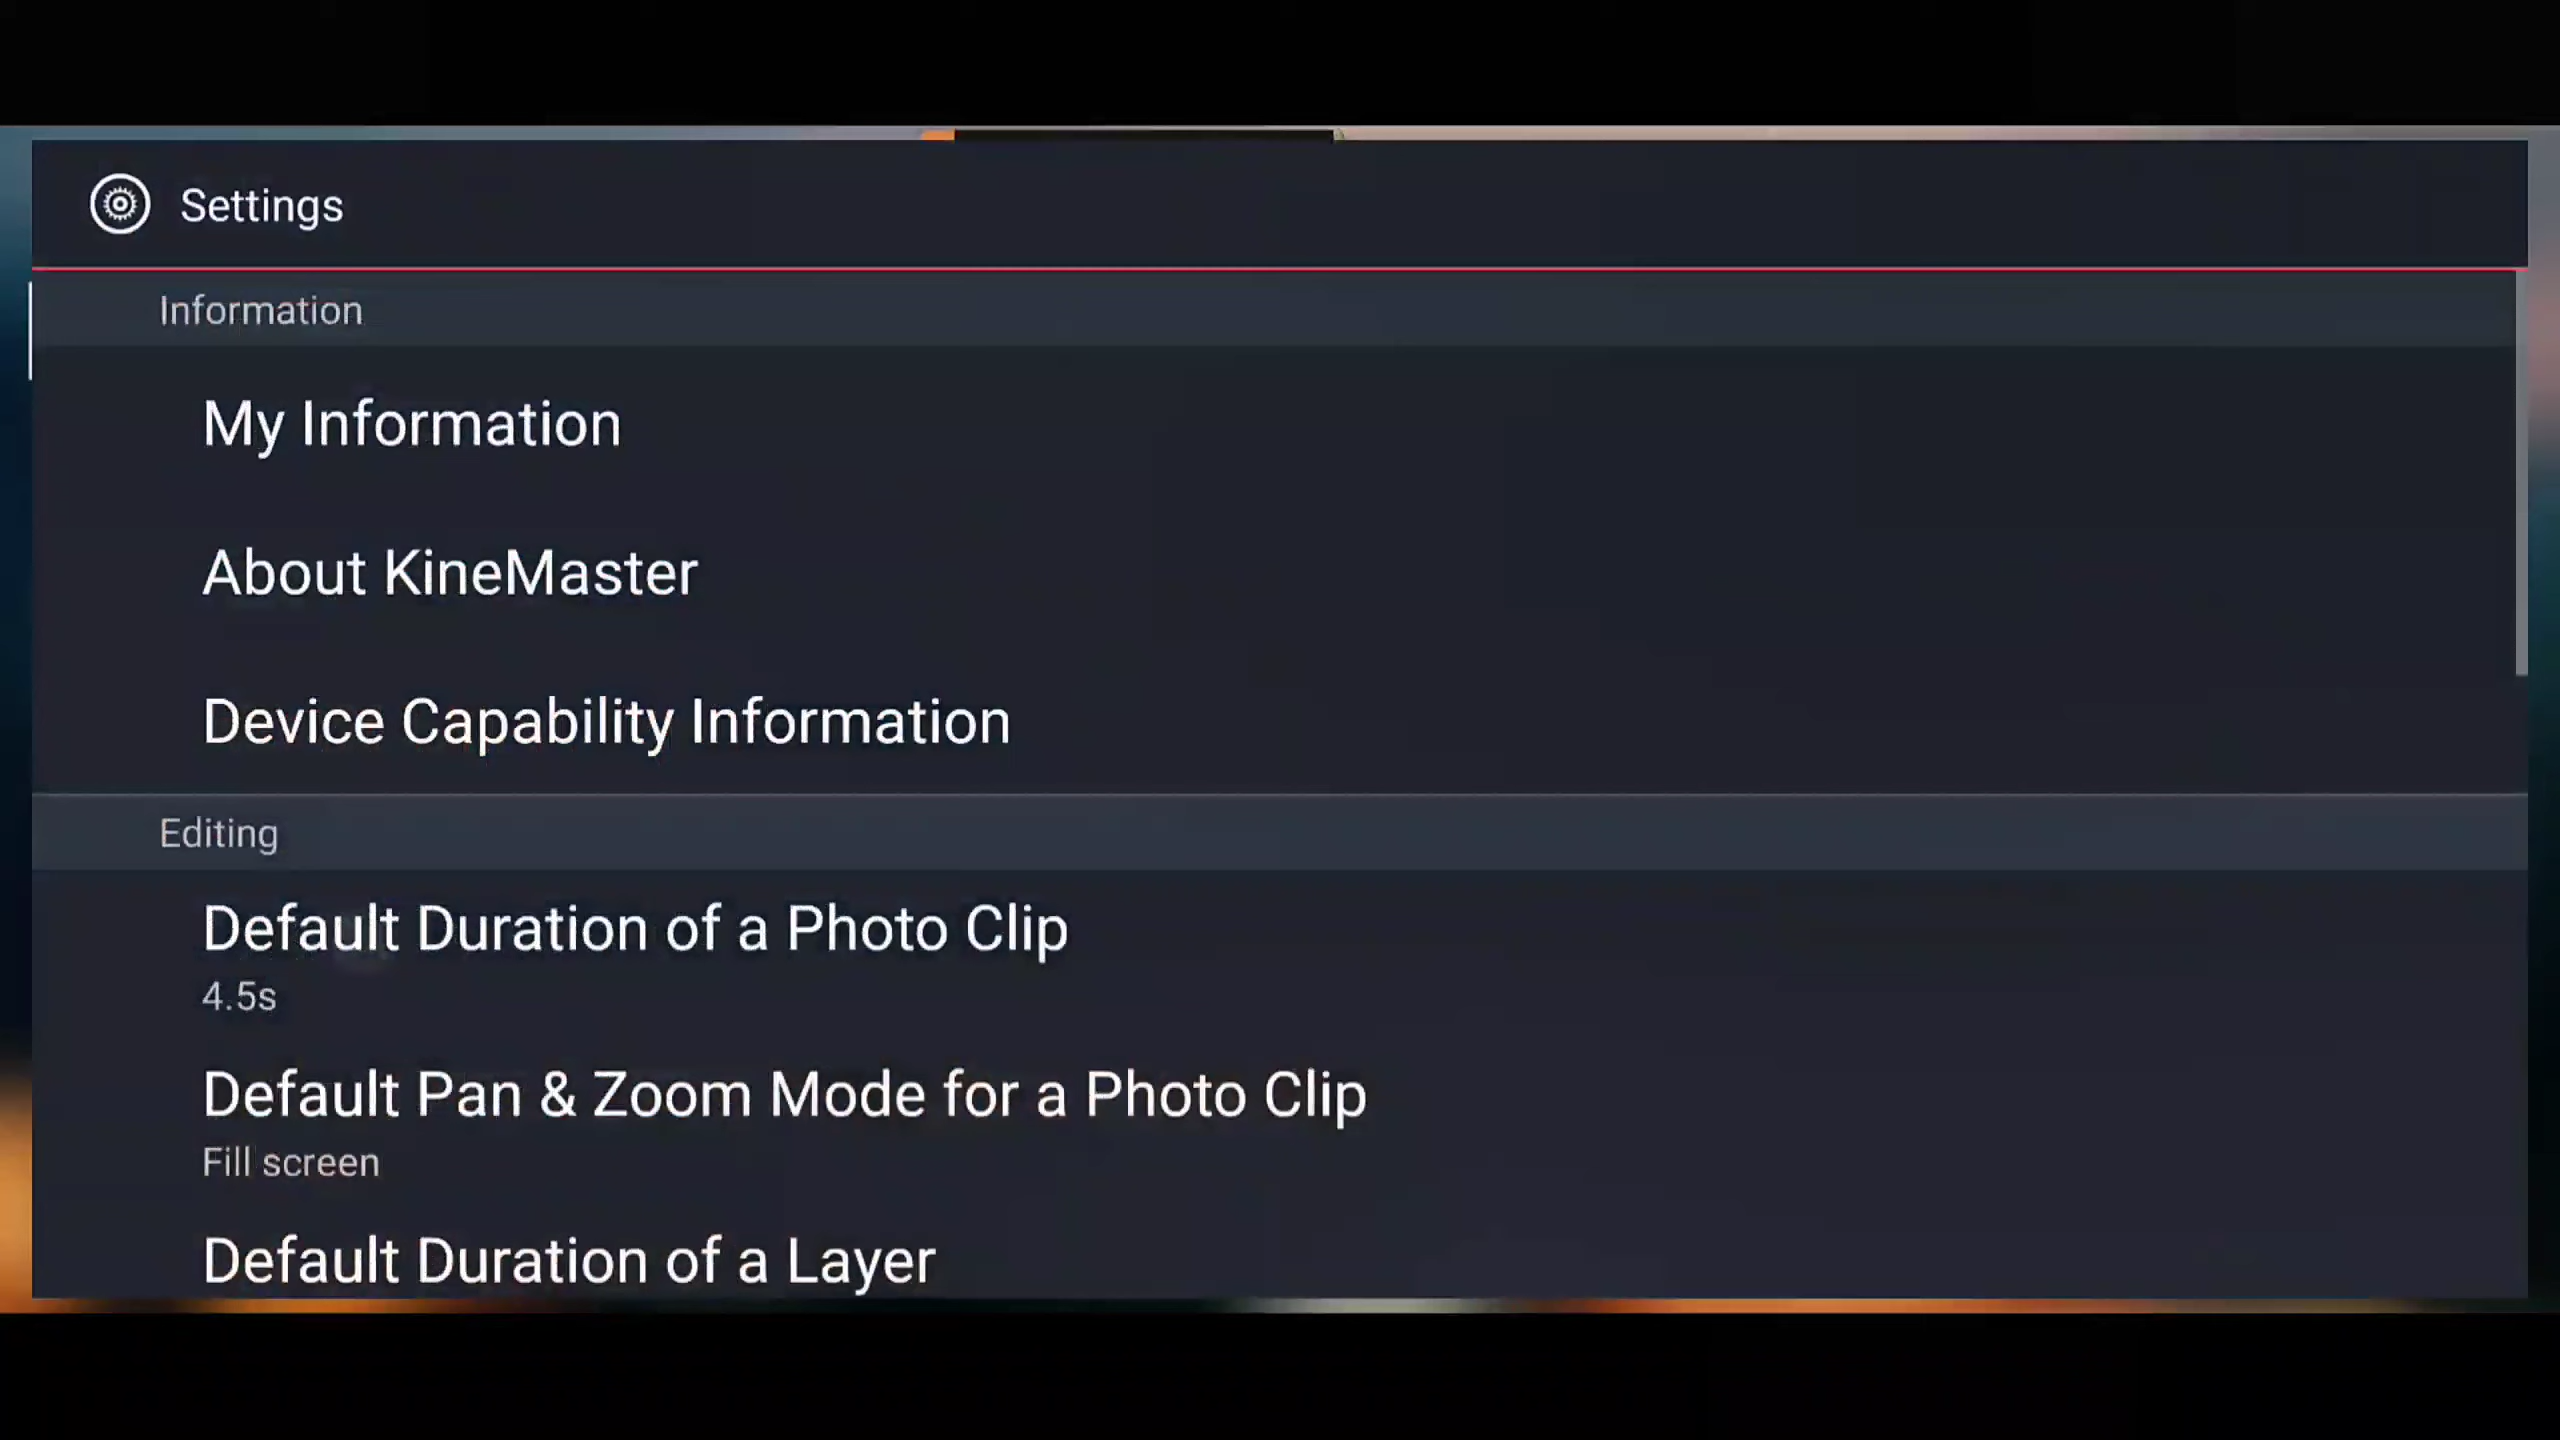 Settings
Information
My Information
About KineMaster
Device Capability Information
Editing
Default Duration of a Photo Clip
4.5s
Default Pan & Zoom Mode for a Photo Clip
Fill screen
Default Duration of a Layer